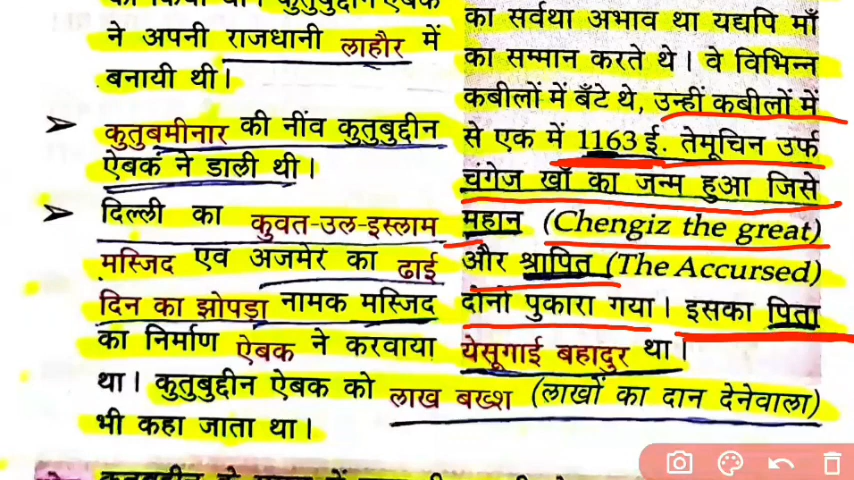 ने अपनी राजधानी लाहौर में
बनायी थी।
➤ कुतुबमीनार की नींव कुतुबुद्दीन
ऐबक ने डाली थी।
➤ दिल्ली का कुवत-उल-इस्लाम
मस्जिद एवं अजमेर का ढाई
दिन का झोपड़ा नामक मस्जिद
का निर्माण ऐबक ने करवाया
था। कुतुबुद्दीन ऐबक को लाख बख्श (लाखों का दान देनेवाला)
भी कहा जाता था।
का सर्वथा अभाव था यद्यपि माँ
का सम्मान करते थे। वे विभिन्न
कबीलों में बँटे थे, उन्हीं कबीलों में
से एक में 1163 ई. तेमूचिन उर्फ
चंगेज खाँ का जन्म हुआ जिसे
महान (Chengiz the great)
और श्रापित (The Accursed)
दोनों पुकारा गया। इसका पिता
येसूगाई बहादुर था।